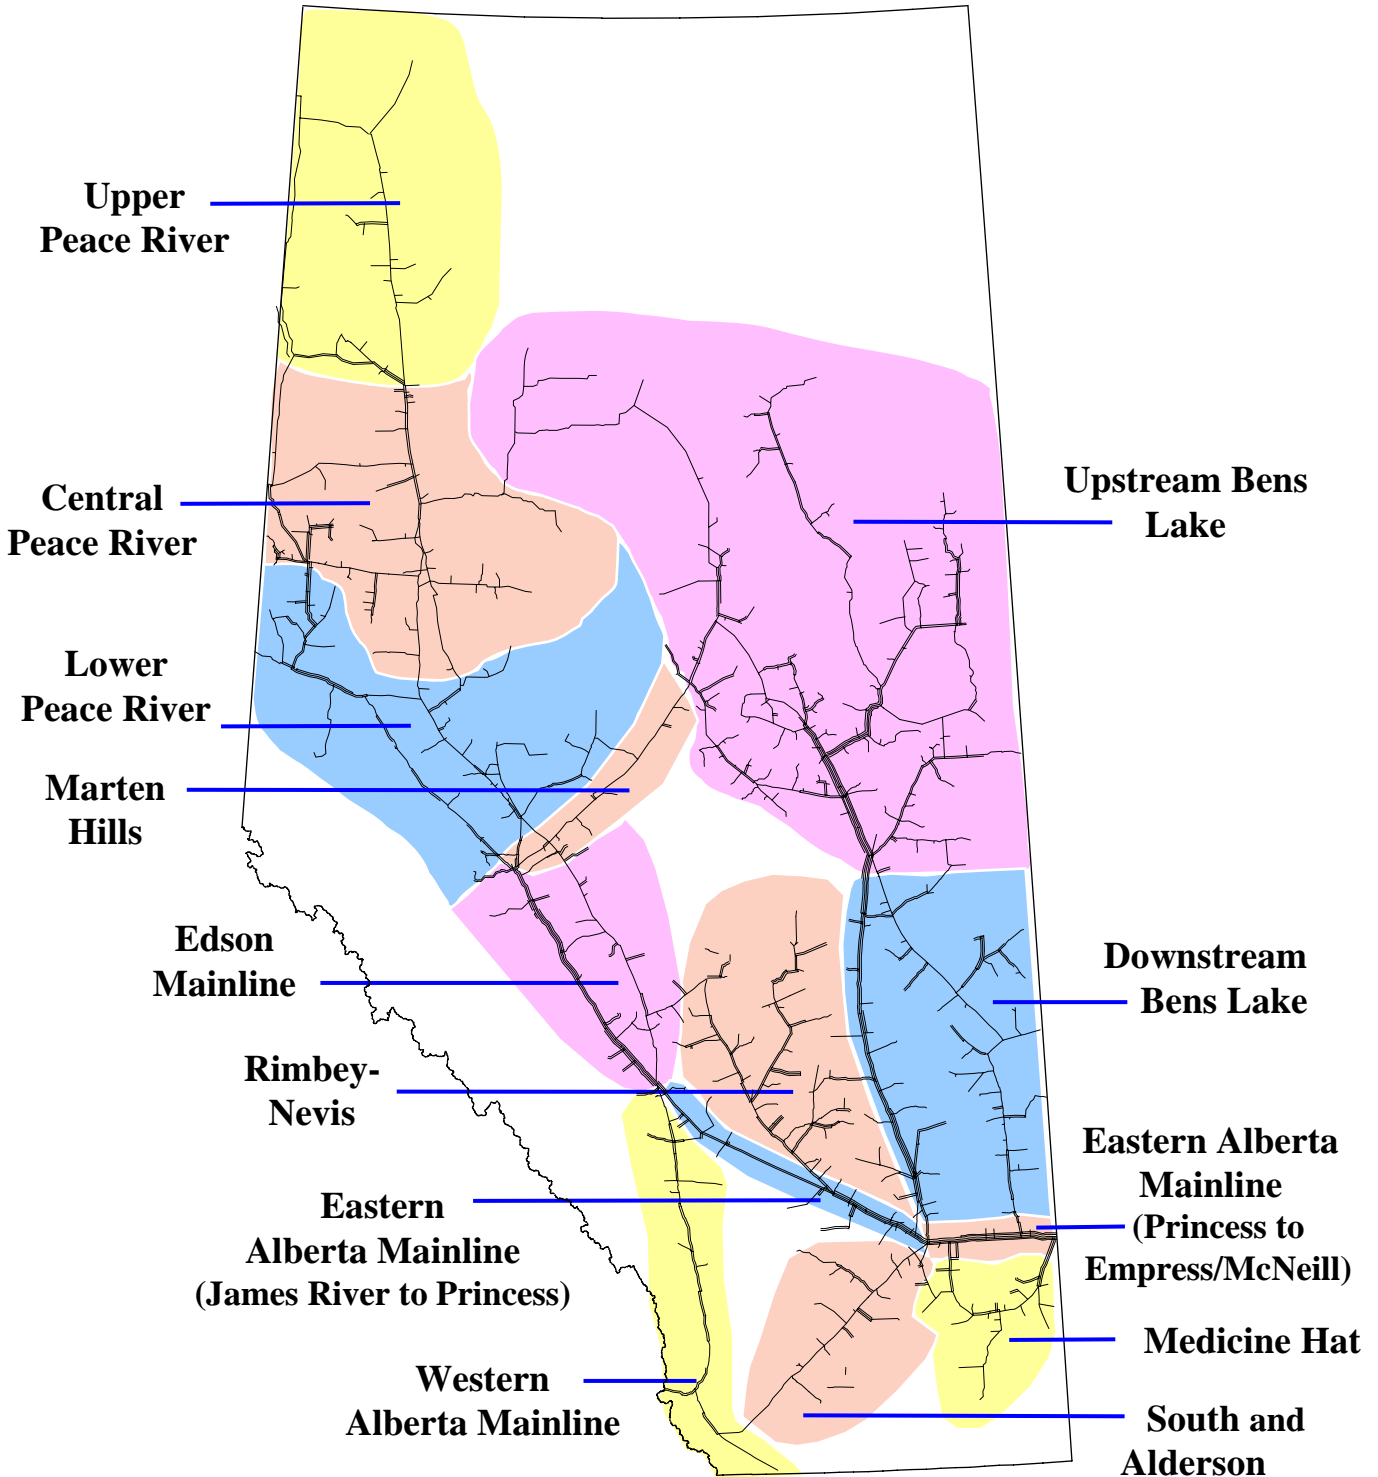 Upper
Peace River
Central
Peace River
Upstream Bens
Lake
Lower
Peace River
Marten
Hills
Edson
Mainline
Downstream
Bens Lake
Rimbey-
Nevis
Eastern Alberta
Mainline
(Princess to
Empress/McNeill)
Eastern
Alberta Mainline
(James River to Princess)
Medicine Hat
Western
Alberta Mainline
South and
Alderson